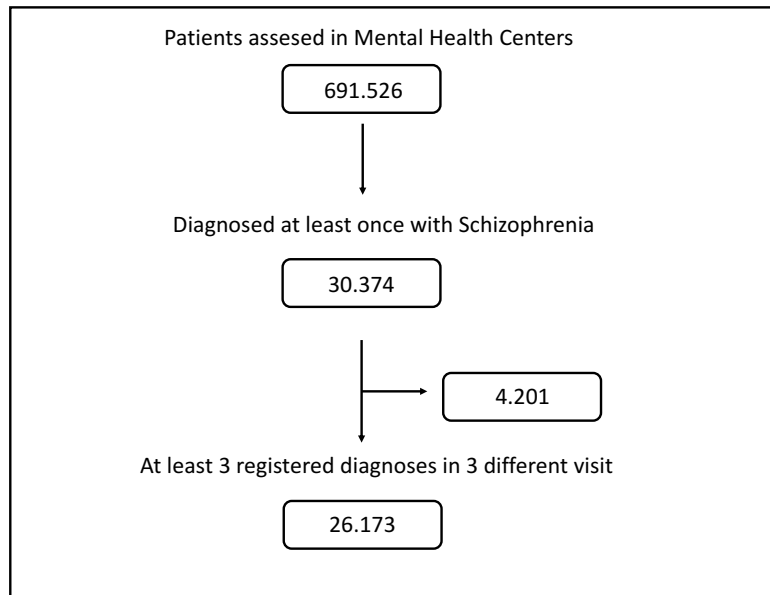 Patients assesed in Mental Health Centers
691.526
Diagnosed at least once with Schizophrenia
30.374
4.201
At least 3 registered diagnoses in 3 different visit
26.173